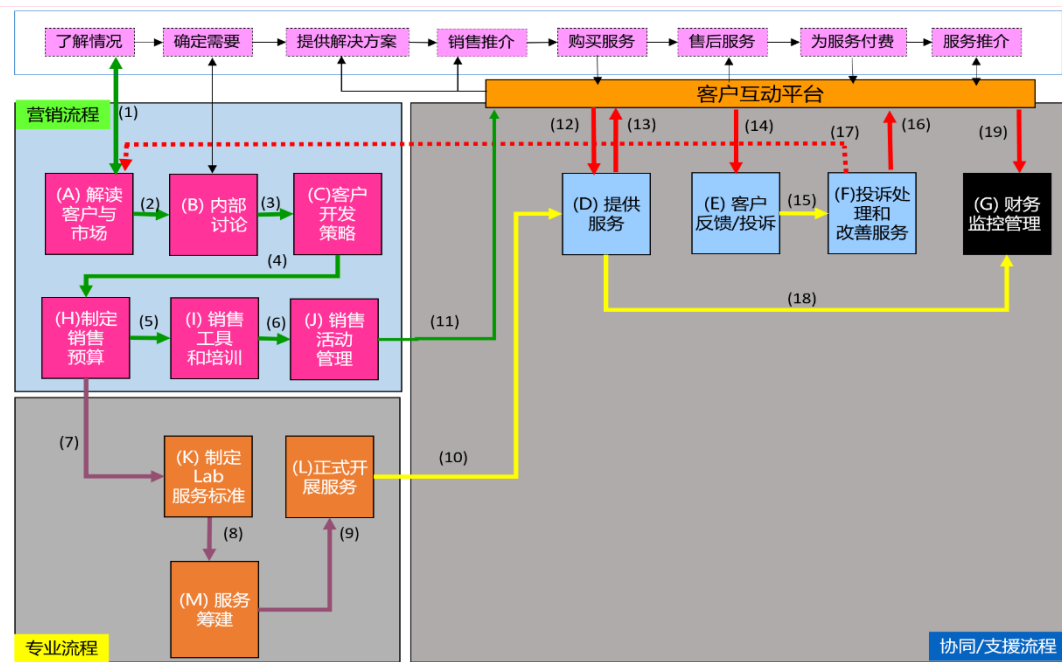 了解情况
确定需要
提供解决方案
销售推介
购买服务
售后服务
为服务付费
服务推介
客户互动平台
营销流程
(1)
(12)
(13)
(14)
(17)
(16)
(19)
(A) 解读
客户与
市场
(2)
(B) 内部
讨论
(3)
(C)客户
开发
策略
(D) 提供
服务
(E) 客户
反馈/投诉
(15)
(F)投诉处
理和
改善服务
(G) 财务
监控管理
(4)
(18)
(H)制定
销售
预算
(5)
(I) 销售
工具
和培训
(6)
(J) 销售
活动
管理
(11)
(7)
(K) 制定
Lab
服务标准
(L)正式开
展服务
(10)
(8)
(9)
(M) 服务
筹建
专业流程
协同/支援流程